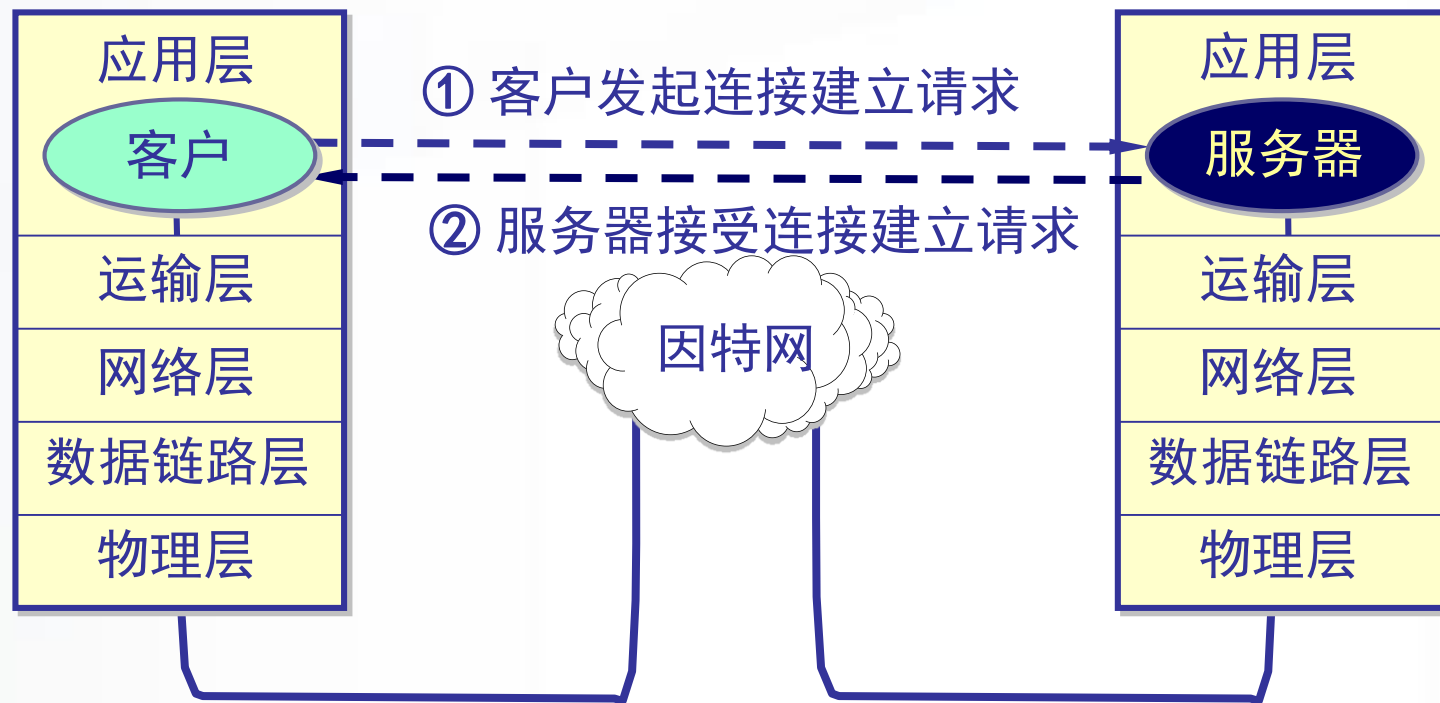 应用层
客户
运输层
网络层
数据链路层
物理层
① 客户发起连接建立请求
② 服务器接受连接建立请求
因特网
应用层
服务器
运输层
网络层
数据链路层
物理层